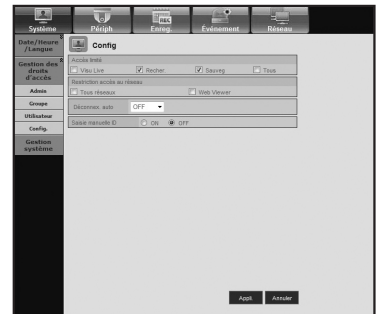 Système Périph Enreg. Événement Réseau
REC
Date/Heure
/Langue
Config
Gestion des
droits
d'accès
Accès limité
Visu Live Recher. Sauveg Tous
Restriction accès au réseau
Tous réseaux Web Viewer
Admin
Groupe
Déconnex. auto OFF
Utilisateur
Saisie manuelle ID ON OFF
Config.
Gestion
système
Appli. Annuler